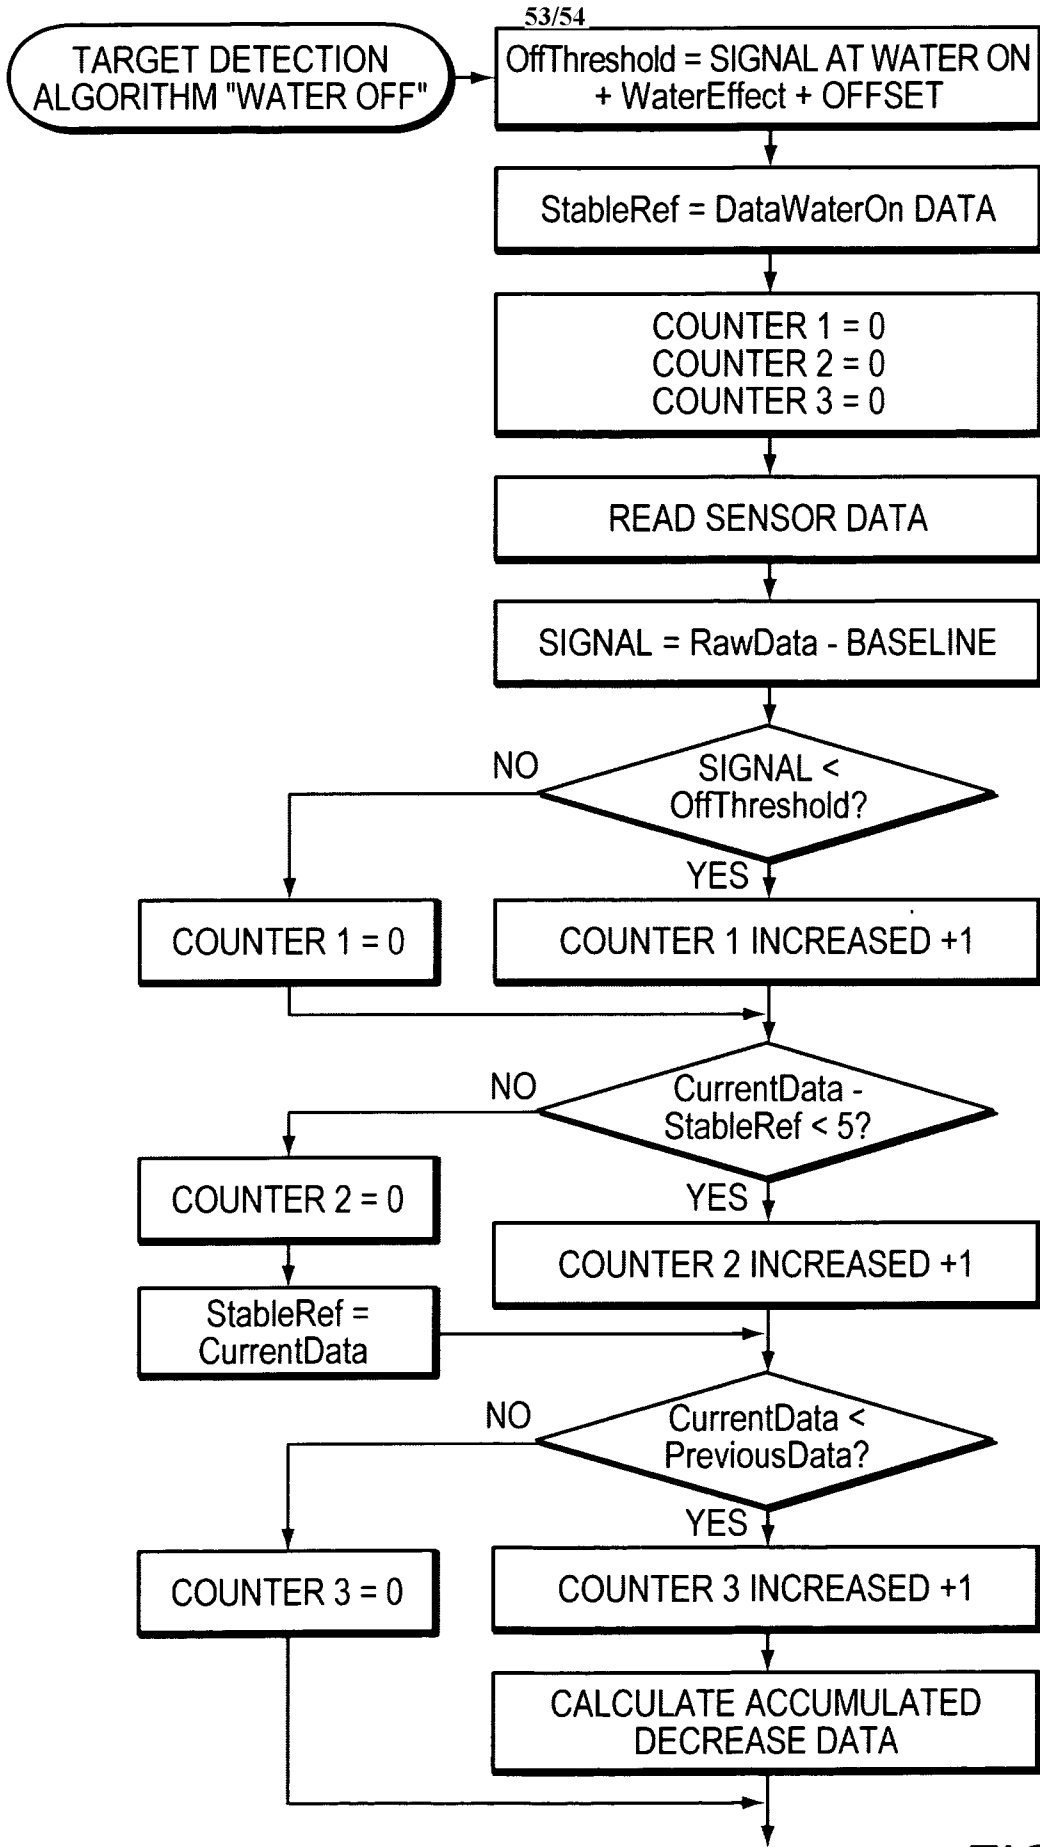 53/54
TARGET DETECTION
ALGORITHM "WATER OFF"
OffThreshold = SIGNAL AT WATER ON
+ WaterEffect + OFFSET
StableRef = DataWaterOn DATA
COUNTER 1 = 0
COUNTER 2 = 0
COUNTER 3 = 0
READ SENSOR DATA
SIGNAL = RawData - BASELINE
SIGNAL <
OffThreshold?
NO
YES
COUNTER 1 = 0
COUNTER 1 INCREASED +1
CurrentData -
StableRef < 5?
NO
YES
COUNTER 2 = 0
COUNTER 2 INCREASED +1
StableRef =
CurrentData
CurrentData <
PreviousData?
NO
YES
COUNTER 3 = 0
COUNTER 3 INCREASED +1
CALCULATE ACCUMULATED
DECREASE DATA